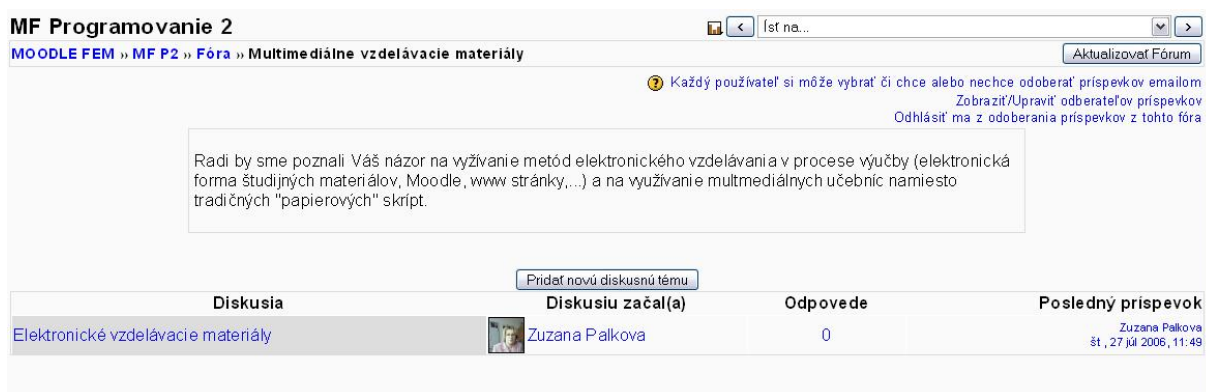 MF Programovanie 2
Ísť na...
MOODLE FEM » MF P2 » Fóra » Multimediálne vzdelávacie materiály
Aktualizovať Fórum
Každý používateľ si môže vybrať či chce alebo nechce odoberať príspevkov emailom
Zobraziť/Upraviť odberateľov príspevkov
Odhlásiť ma z odoberania príspevkov z tohto fóra
Radi by sme poznali Váš názor na vyžívanie metód elektronického vzdelávania v procese výučby (elektronická
forma študijných materiálov, Moodle, www stránky,...) a na využívanie multmediálnych učebníc namiesto
tradičných "papierových" skrípt.
Pridať novú diskusnú tému
Diskusia Diskusiu začal(a) Odpovede Posledný príspevok
Elektronické vzdelávacie materiály Zuzana Palkova 0 Zuzana Palkova
št , 27 júl 2006, 11:49